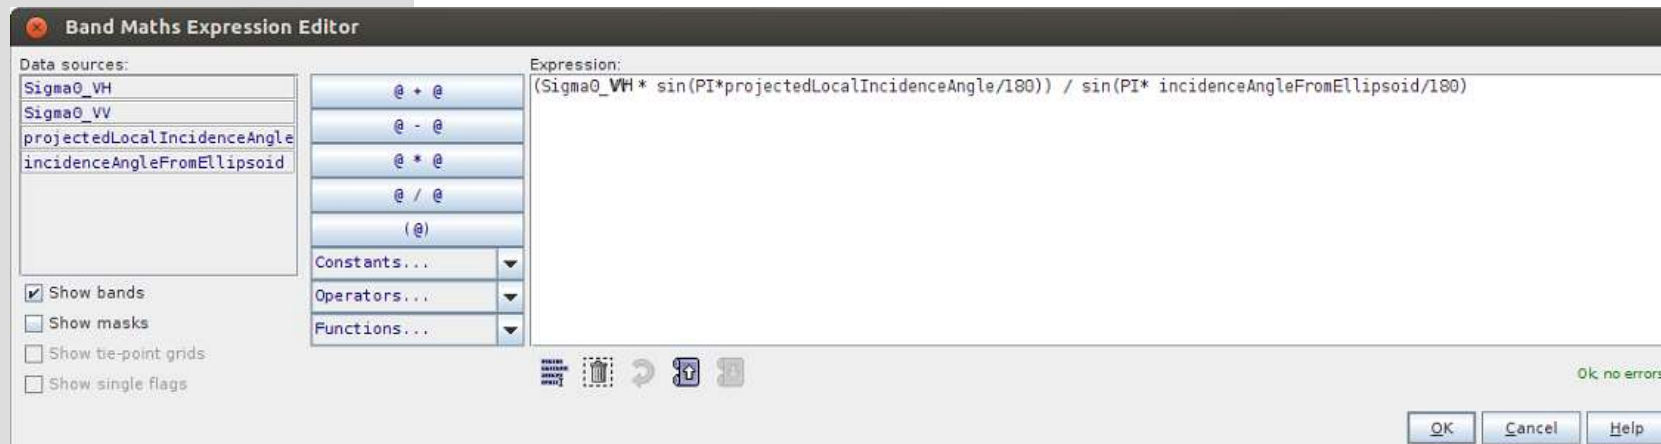 Band Maths Expression Editor
Data sources:
Sigma0_VH
Sigma0_VV
projectedLocalIncidenceAngle
incidenceAngleFromEllipsoid
Show bands
Show masks
Show tie-point grids
Show single flags
@ + @
@ - @
@ * @
@ / @
(@)
Constants...
Operators...
Functions...
Expression:
(Sigma0_VH * sin(PI*projectedLocalIncidenceAngle/180)) / sin(PI* incidenceAngleFromEllipsoid/180)
Ok, no errors
OK
Cancel
Help